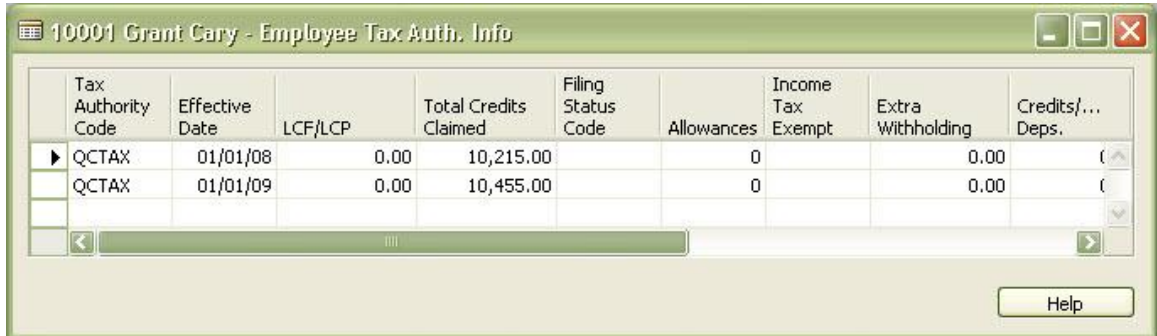 10001 Grant Cary - Employee Tax Auth. Info
Tax Authority Code Effective Date LCF/LCP Total Credits Claimed Filing Status Code Allowances Income Tax Exempt Extra Withholding Credits/... Deps.
QCTAX 01/01/08 0.00 10,215.00 0 0.00
QCTAX 01/01/09 0.00 10,455.00 0 0.00
Help